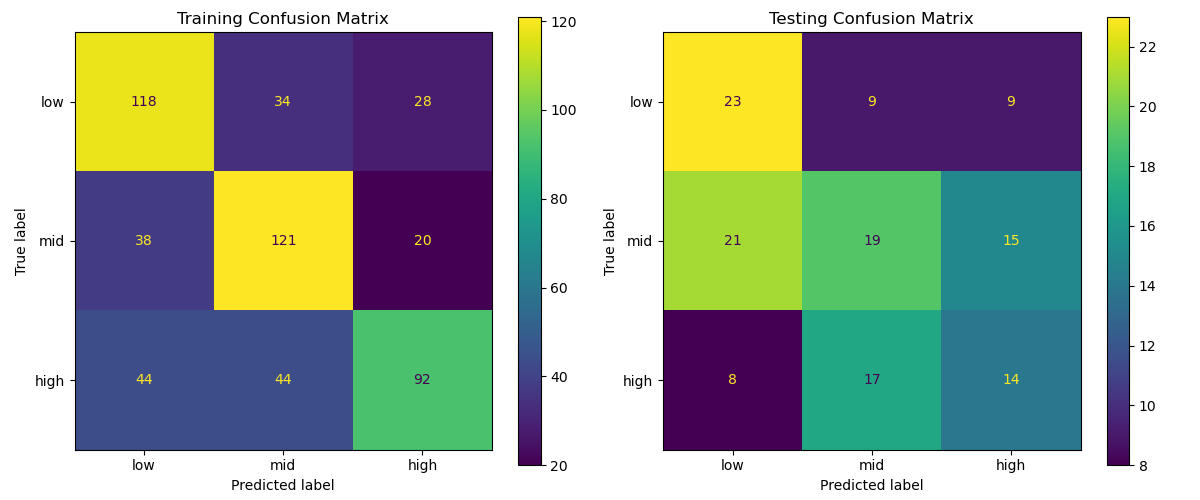 Training Confusion Matrix
low
mid
high
True label
118 34 28
38 121 20
44 44 92
low mid high
Predicted label
120
100
80
60
40
20
Testing Confusion Matrix
low
mid
high
True label
23 9 9
21 19 15
8 17 14
low mid high
Predicted label
22
20
18
16
14
12
10
8